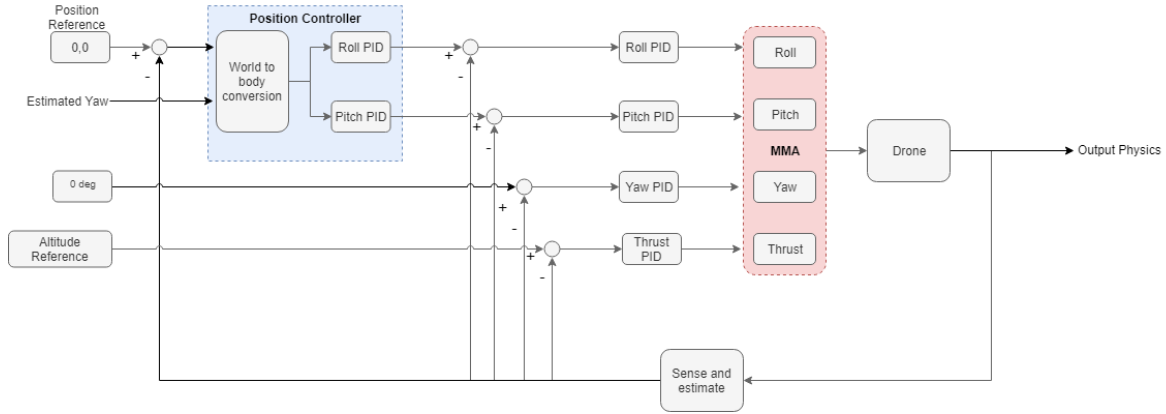 Position
Reference
Position Controller
0,0
+
-
World to
body
conversion
Roll PID
+
-
Roll PID
Roll
Estimated Yaw
Pitch PID
+
-
Pitch PID
Pitch
MMA
Drone
Output Physics
0 deg
+
-
Yaw PID
Yaw
Altitude
Reference
+
-
Thrust
PID
Thrust
Sense and
estimate